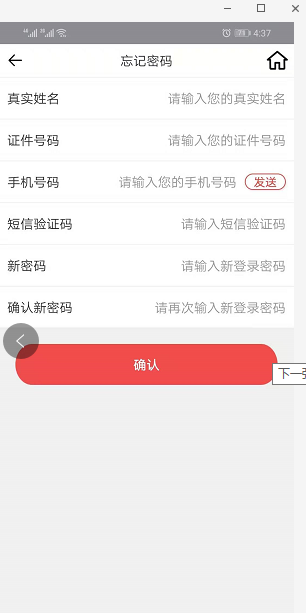 4:37
忘记密码
真实姓名 请输入您的真实姓名
证件号码 请输入您的证件号码
手机号码 请输入您的手机号码 发送
短信验证码 请输入短信验证码
新密码 请输入新登录密码
确认新密码 请再次输入新登录密码
确认
下一